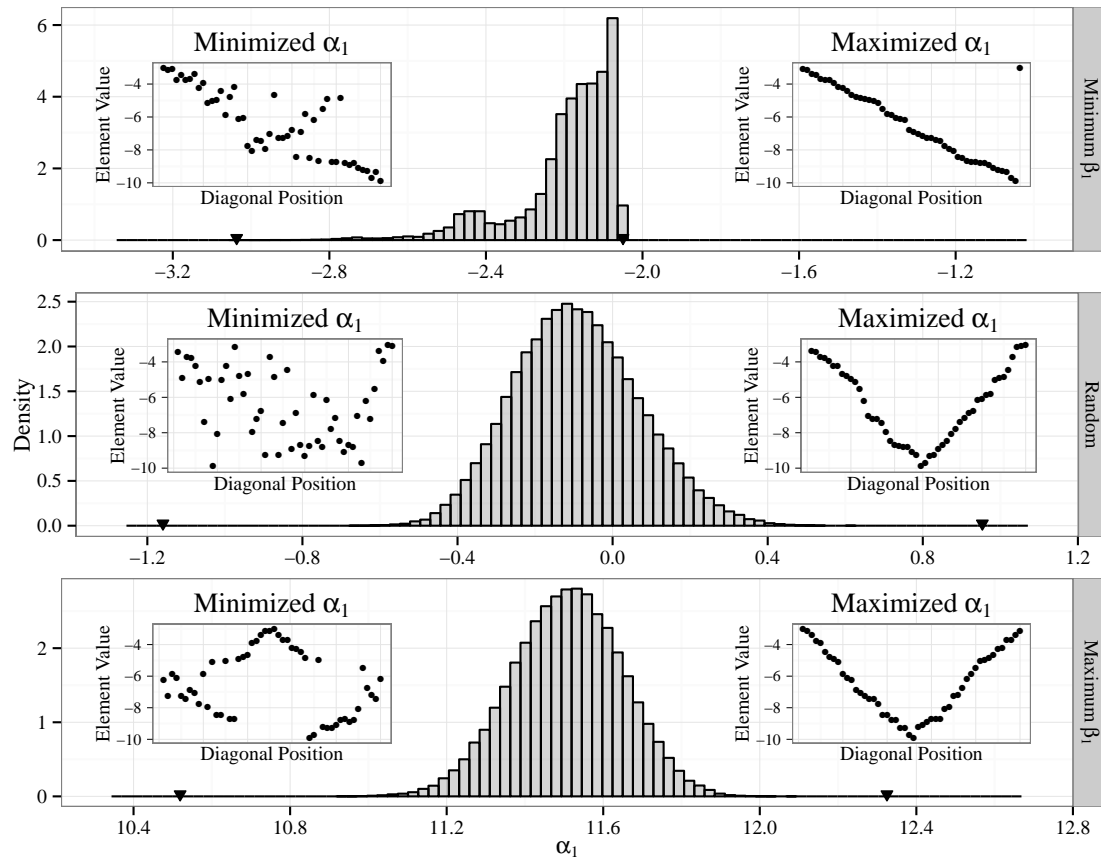 Minimized α1
Maximized α1
Element Value
−4
−6
−8
−10
Diagonal Position
Element Value
−4
−6
−8
−10
Diagonal Position
6
4
2
0
−3.2
−2.8
−2.4
−2.0
−1.6
−1.2
Minimum β1
Minimized α1
Maximized α1
Element Value
−4
−6
−8
−10
Diagonal Position
Element Value
−4
−6
−8
−10
Diagonal Position
Density
2.5
2.0
1.5
1.0
0.5
0.0
−1.2
−0.8
−0.4
0.0
0.4
0.8
1.2
Random
Minimized α1
Maximized α1
Element Value
−4
−6
−8
−10
Diagonal Position
Element Value
−4
−6
−8
−10
Diagonal Position
2
1
0
10.4
10.8
11.2
11.6
12.0
12.4
12.8
Maximum β1
α1